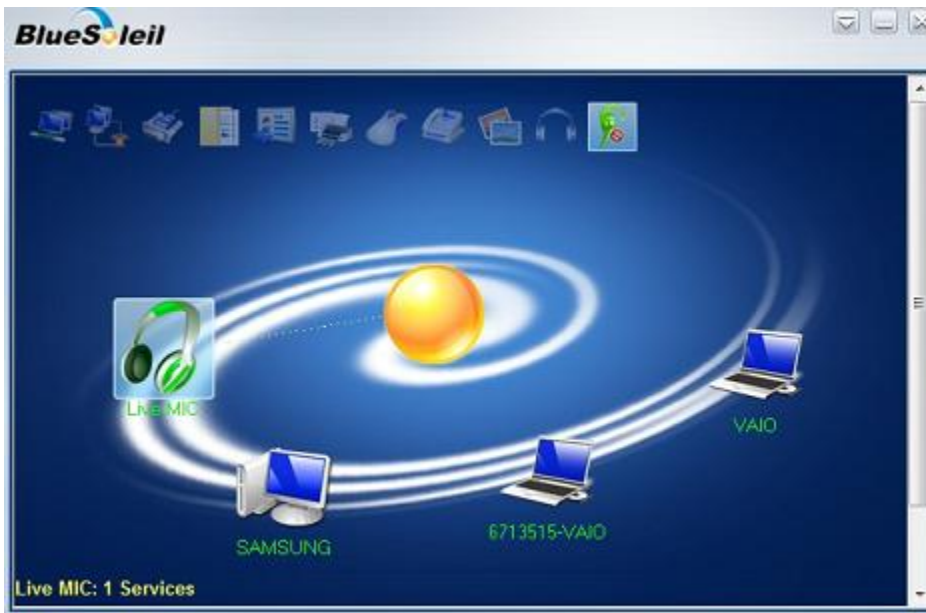 BlueSoleil
Live MIC
VAIO
6713515-VAIO
SAMSUNG
Live MIC: 1 Services